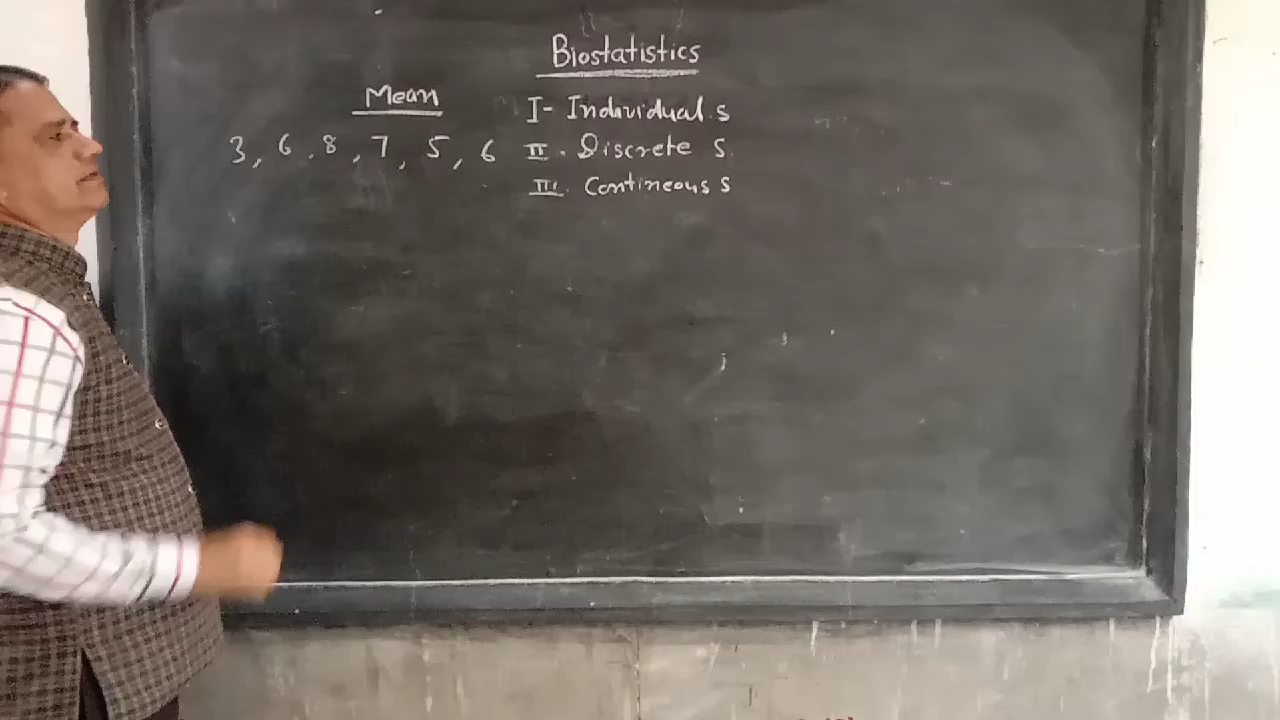 Biostatistics
Mean
3, 6, 8, 7, 5, 6
I- Individual s
II. Discrete s.
III. Contineous s